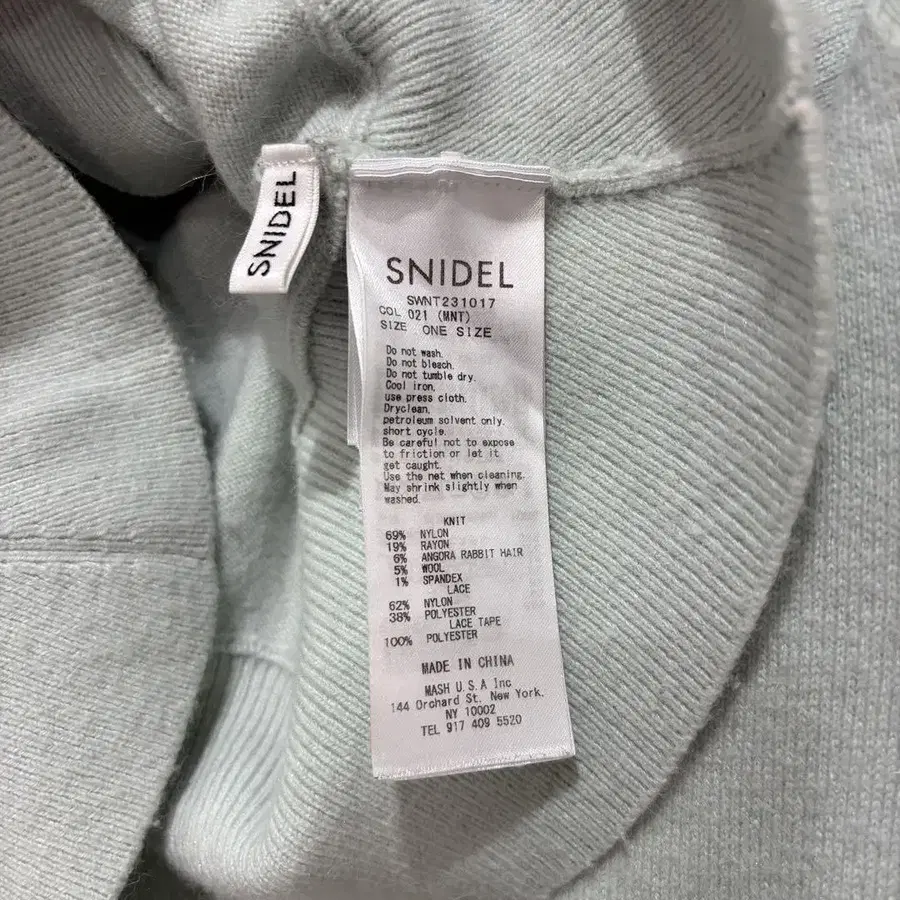 SNIDEL
SNIDEL
SWNT231017
COL 021 (MNT)
SIZE ONE SIZE
Do not wash.
Do not bleach.
Do not tumble dry.
Cool iron,
use press cloth.
Dryclean,
petroleum solvent only.
short cycle.
Be careful not to expose
to friction or let it
get caught.
Use the net when cleaning.
May shrink slightly when
washed.
KNIT
69% NYLON
19% RAYON
6% ANGORA RABBIT HAIR
5% WOOL
1% SPANDEX
LACE
62% NYLON
38% POLYESTER
LACE TAPE
100% POLYESTER
MADE IN CHINA
MASH U.S.A Inc
144 Orchard St. New York.
NY 10002
TEL 917 409 5520